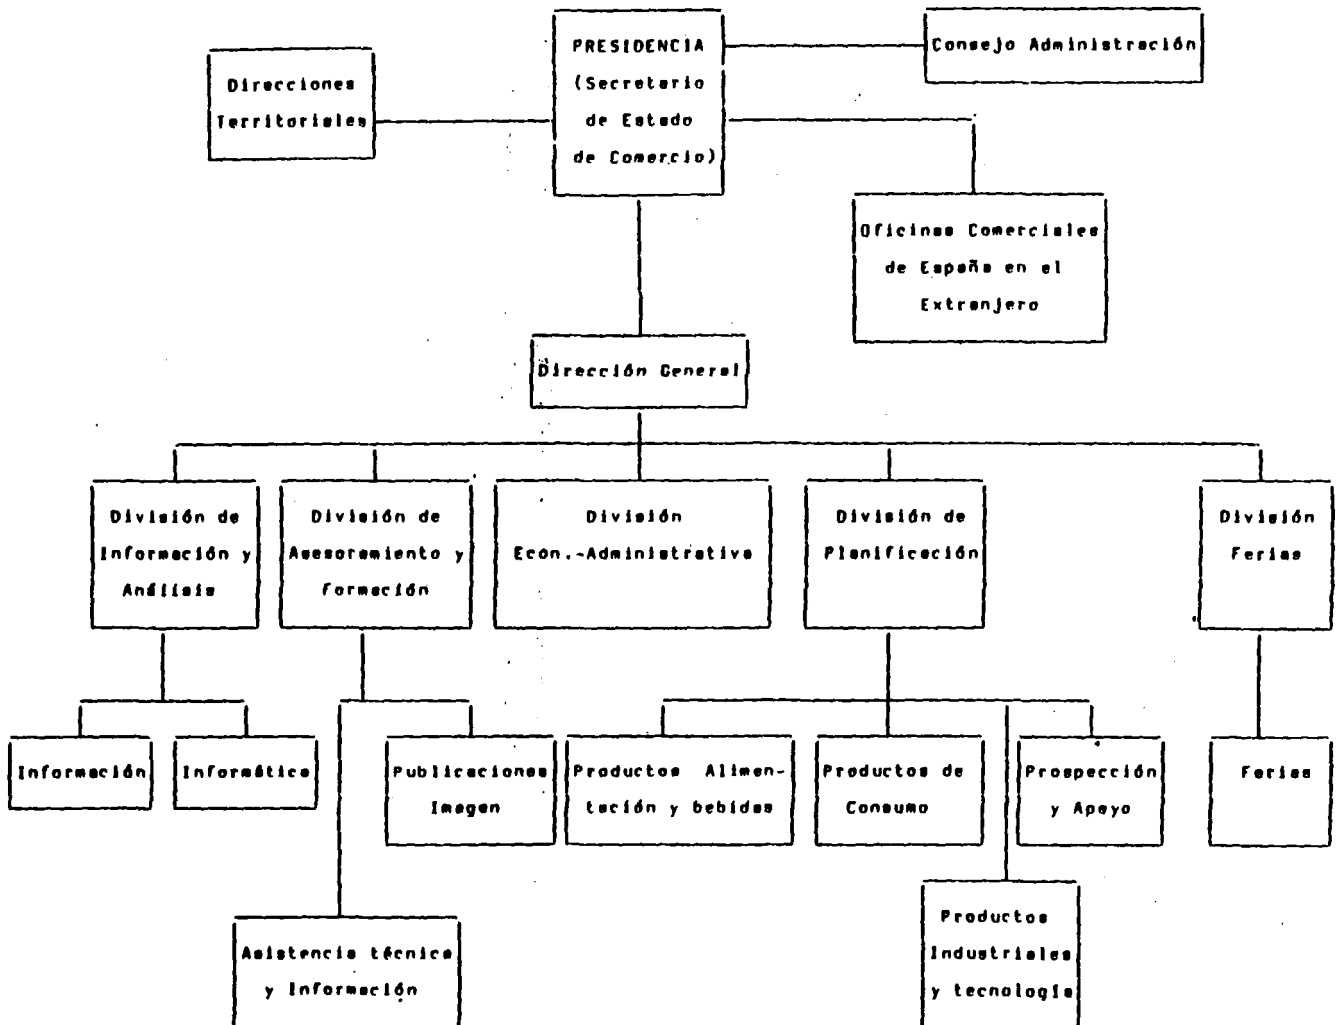 PRESIDENCIA
(Secretario
de Estado
de Comercio)
Consejo Administración
Direcciones
Territoriales
Oficinas Comerciales
de España en el
Extranjero
Dirección General
División de
Información y
Análisis
División de
Asesoramiento y
Formación
División
Econ.-Administrativa
División de
Planificación
División
Ferias
Información
Informática
Publicaciones
Imagen
Productos Alimen-
tación y bebidas
Productos de
Consumo
Prospección
y Apoyo
Ferias
Asistencia técnica
y Información
Productos
Industriales
y tecnología